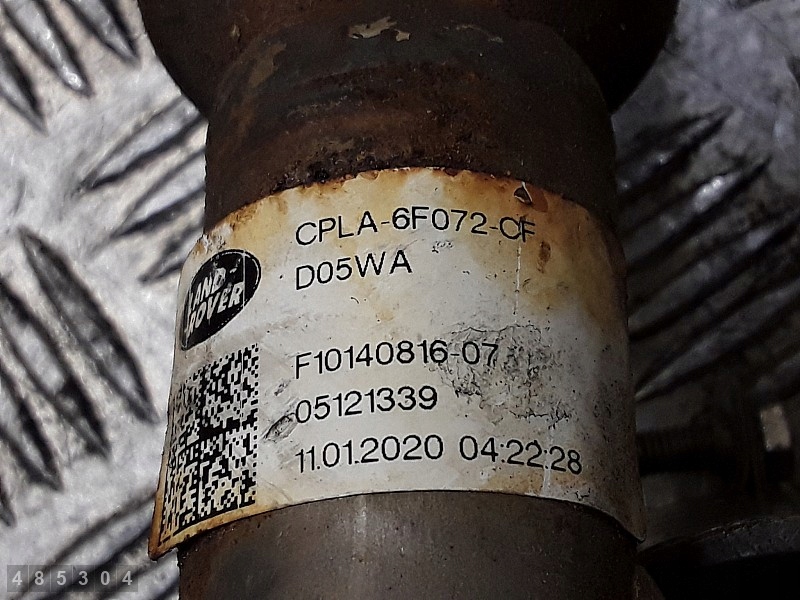 CPLA-6F072-CF
D05WA
LAND-
ROVER
F10140816-07
05121339
11.01.2020 04:22:28
485304